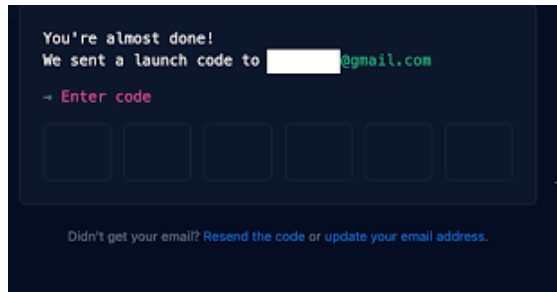 You're almost done!
We sent a launch code to @gmail.com
→ Enter code
Didn't get your email? Resend the code or update your email address.